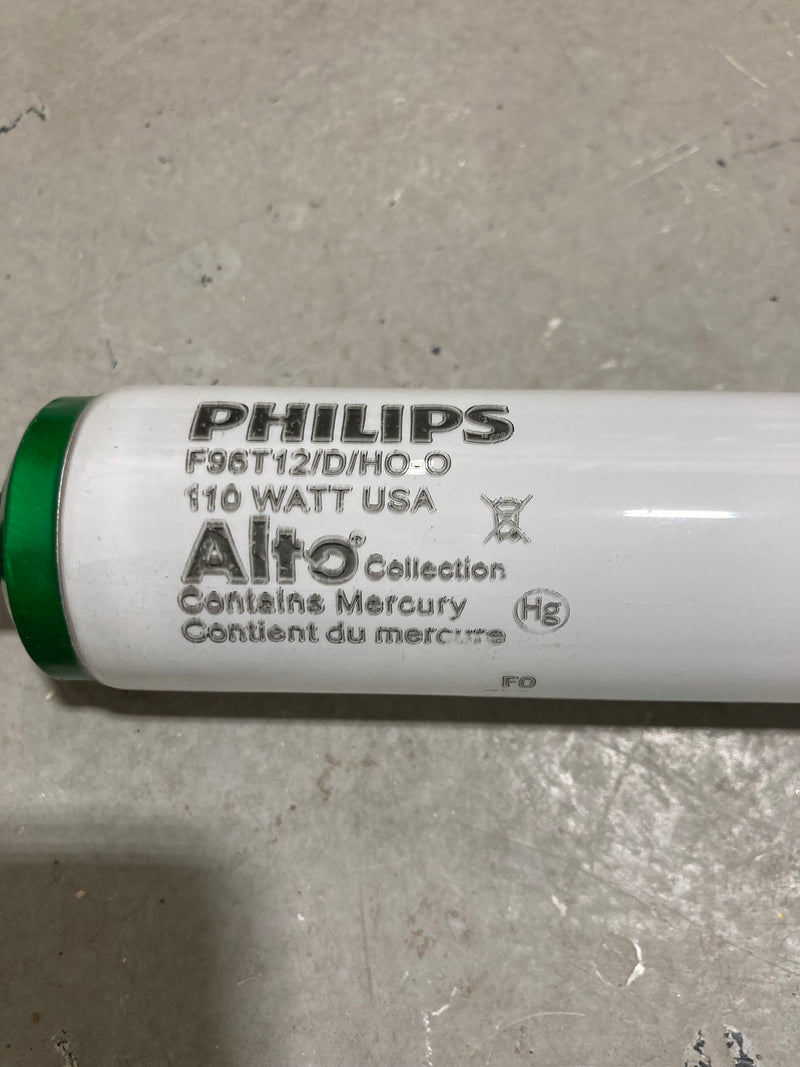 PHILIPS
F96T12/D/HO-O
110 WATT USA
Alto® Collection
Contains Mercury
Contient du mercure
Hg
FO